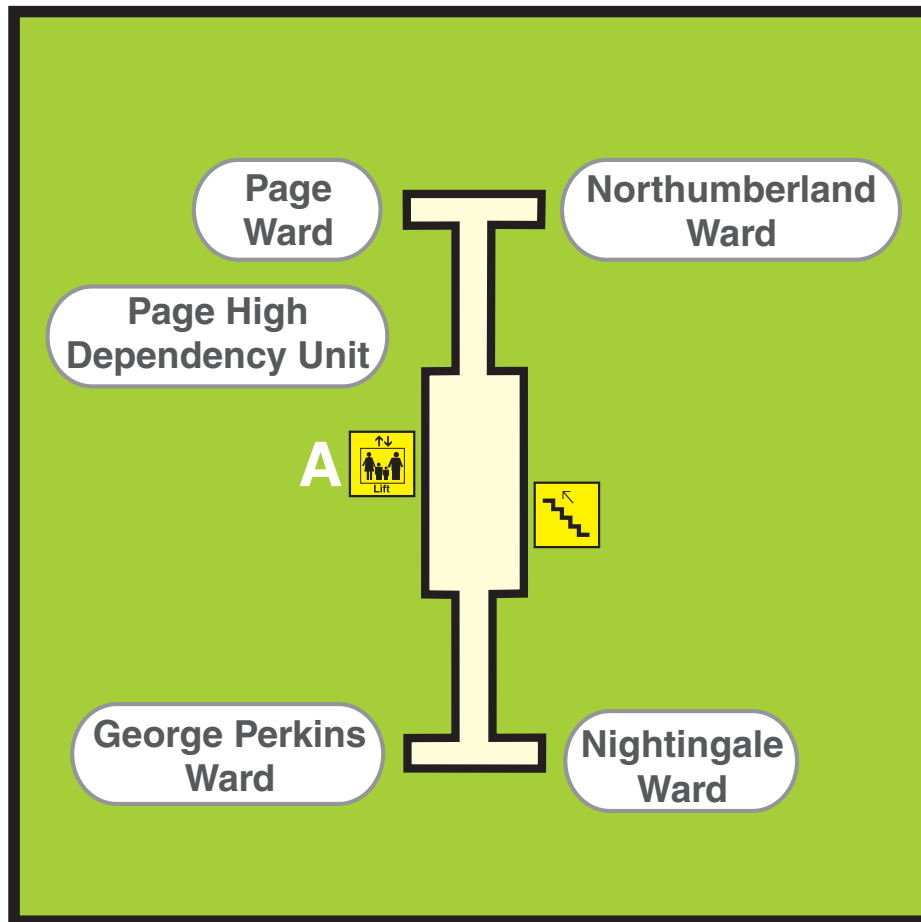 Page
Ward
Northumberland
Ward
Page High
Dependency Unit
A
Lift
George Perkins
Ward
Nightingale
Ward